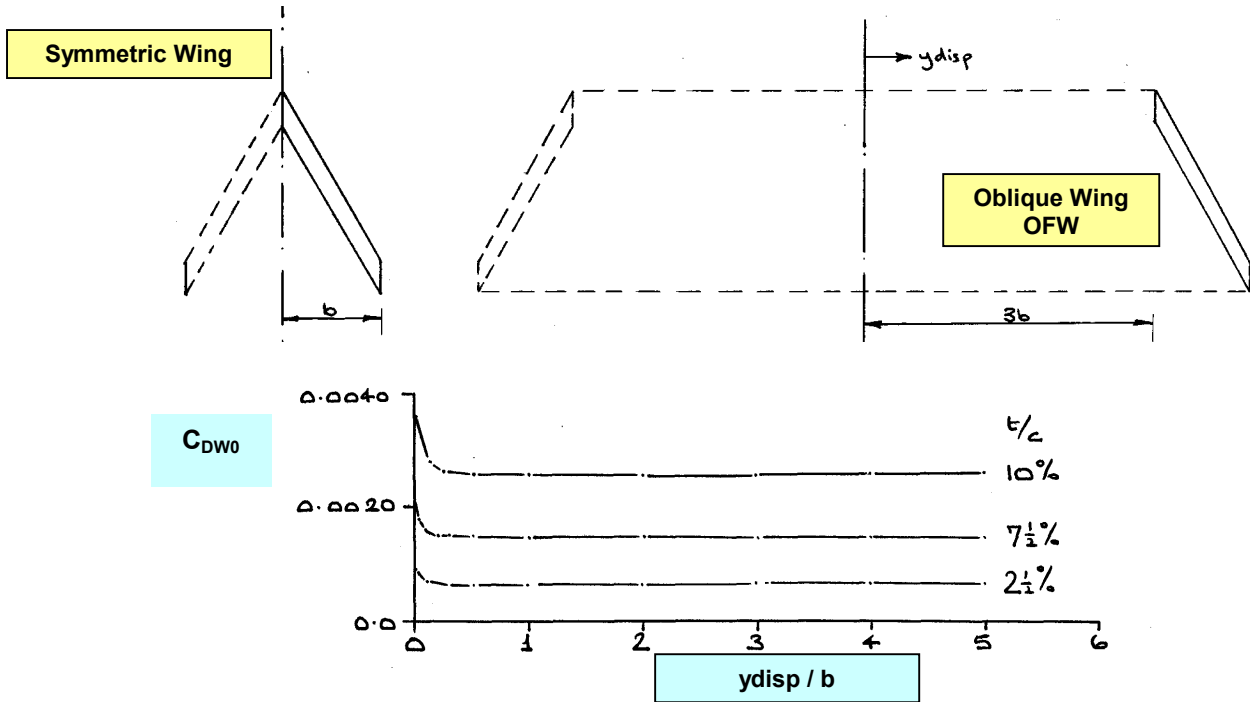 Symmetric Wing
ydisp
Oblique Wing
OFW
b
3b
CDW0
0.0040
0.0020
0.0
t/c
10%
7½%
2½%
0 1 2 3 4 5 6
ydisp / b